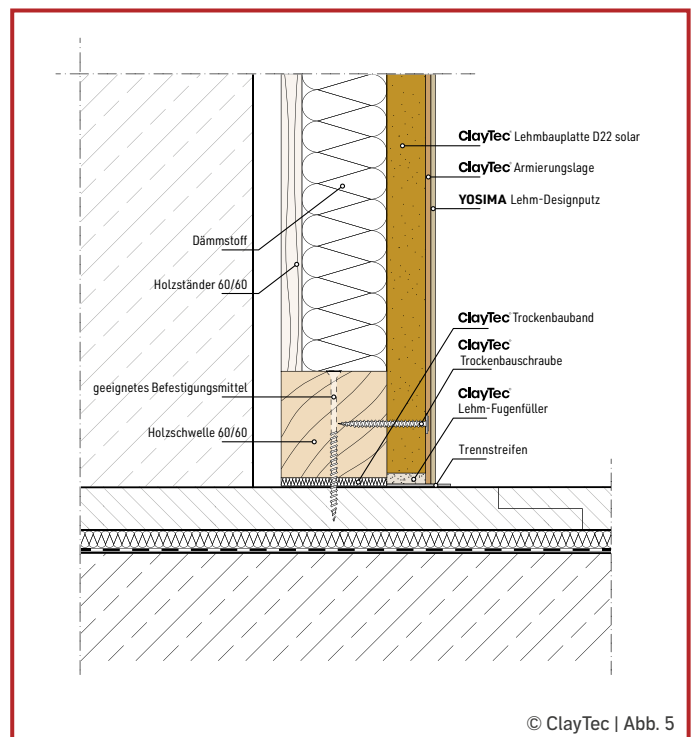 ClayTec Lehmbauplatte D22 solar
ClayTec Armierungslage
YOSIMA Lehm-Designputz
Dämmstoff
Holzständer 60/60
ClayTec Trockenbauband
ClayTec
Trockenbauschraube
geeignetes Befestigungsmittel
ClayTec
Lehm-Fugenfüller
Holzschwelle 60/60
Trennstreifen
© ClayTec | Abb. 5